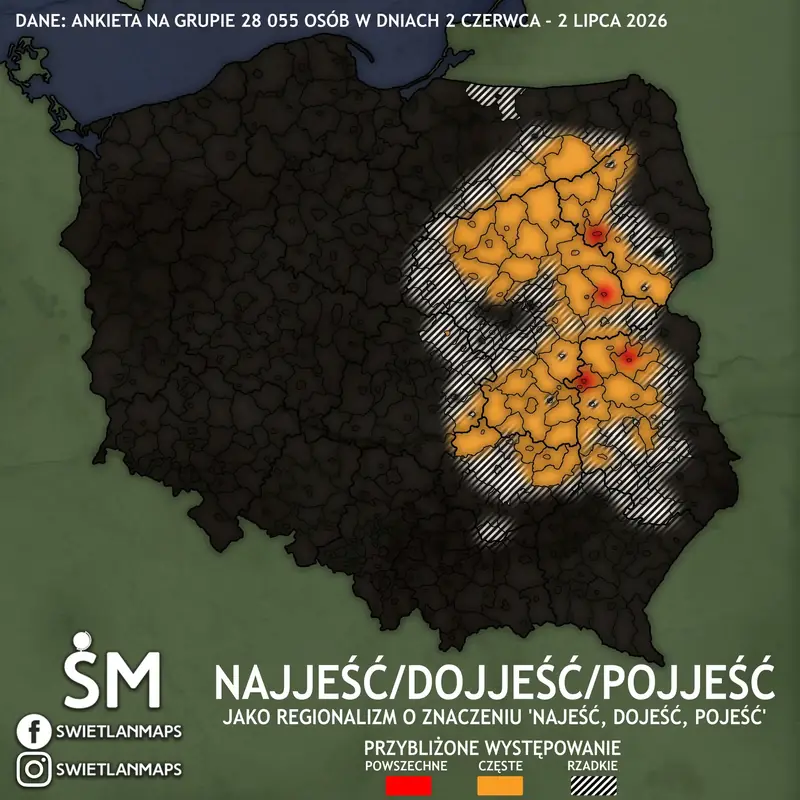 DANE: ANKIETA NA GRUPIE 28 055 OSÓB W DNIACH 2 CZERWCA - 2 LIPCA 2026
ŚM
SWIETLANMAPS
SWIETLANMAPS
NAJJEŚĆ/DOJJEŚĆ/POJJEŚĆ
JAKO REGIONALIZM O ZNACZENIU 'NAJEŚĆ, DOJEŚĆ, POJEŚĆ'
PRZYBLIŻONE WYSTĘPOWANIE
POWSZECHNE CZĘSTE RZADKIE